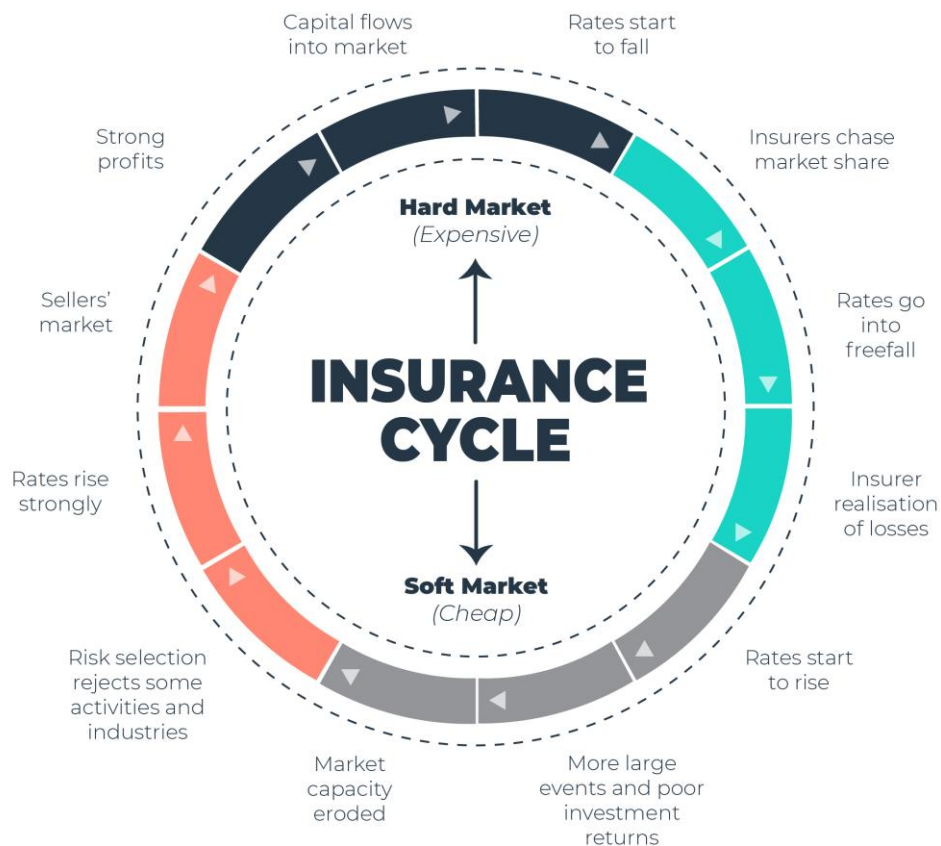 Capital flows
into market
Rates start
to fall
Strong
profits
Insurers chase
market share
Hard Market
(Expensive)
Sellers’
market
Rates go
into
freefall
INSURANCE
CYCLE
Rates rise
strongly
Insurer
realisation
of losses
Soft Market
(Cheap)
Risk selection
rejects some
activities and
industries
Rates start
to rise
Market
capacity
eroded
More large
events and poor
investment
returns